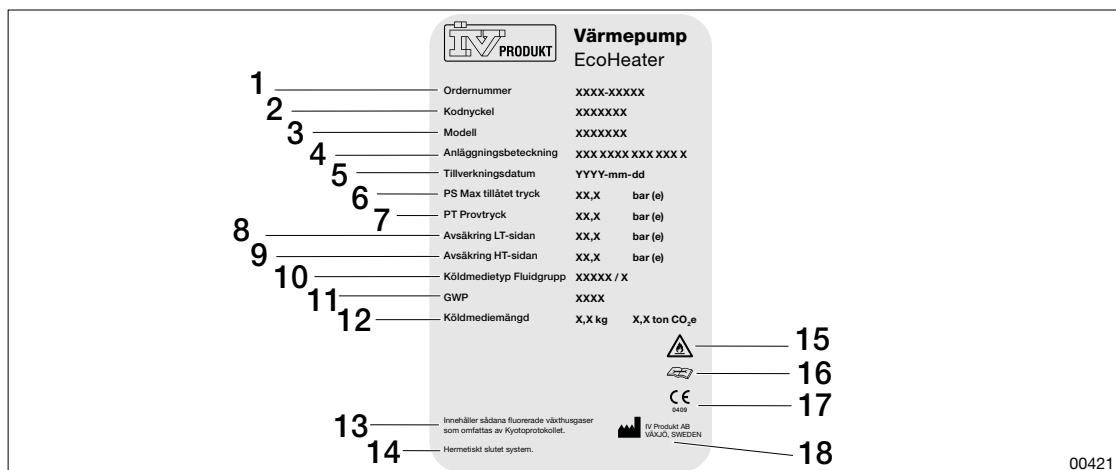 IV PRODUKT
Värmepump
EcoHeater
1 Ordernummer XXXX-XXXXX
2 Kodnyckel XXXXXXX
3 Modell XXXXXXX
4 Anläggningsbeteckning XXX XXXX XXX XXX X
5 Tillverkningsdatum YYYY-mm-dd
6 PS Max tillåtet tryck XX,X bar (e)
7 PT Provtryck XX,X bar (e)
8 Avsäkring LT-sidan XX,X bar (e)
9 Avsäkring HT-sidan XX,X bar (e)
10 Köldmedietyp Fluidgrupp XXXXX / X
11 GWP XXXX
12 Köldmediemängd X,X kg X,X ton CO₂e
15
16
CE 17
0409
13 Innehåller sådana fluorerade växthusgaser
som omfattas av Kyotoprotokollet.
IV Produkt AB
VÄXJÖ, SWEDEN
14 Hermetiskt slutet system.
18
00421